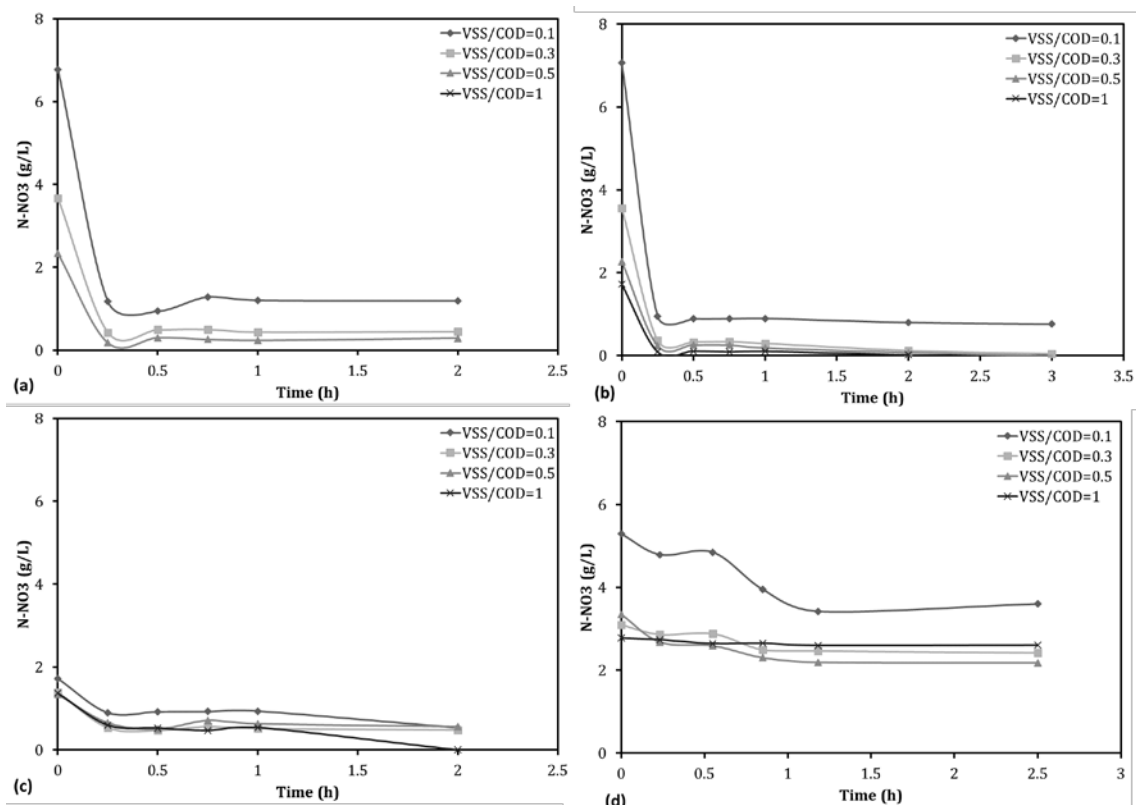 8
6
4
2
0
N-NO3 (g/L)
VSS/COD=0.1
VSS/COD=0.3
VSS/COD=0.5
VSS/COD=1
0 0.5 1 1.5 2 2.5
Time (h)
(a)
8
6
4
2
0
N-NO3 (g/L)
VSS/COD=0.1
VSS/COD=0.3
VSS/COD=0.5
VSS/COD=1
0 0.5 1 1.5 2 2.5 3 3.5
Time (h)
(b)
8
6
4
2
0
N-NO3 (g/L)
VSS/COD=0.1
VSS/COD=0.3
VSS/COD=0.5
VSS/COD=1
0 0.5 1 1.5 2 2.5
Time (h)
(c)
8
6
4
2
0
N-NO3 (g/L)
VSS/COD=0.1
VSS/COD=0.3
VSS/COD=0.5
VSS/COD=1
0 0.5 1 1.5 2 2.5 3
Time (h)
(d)